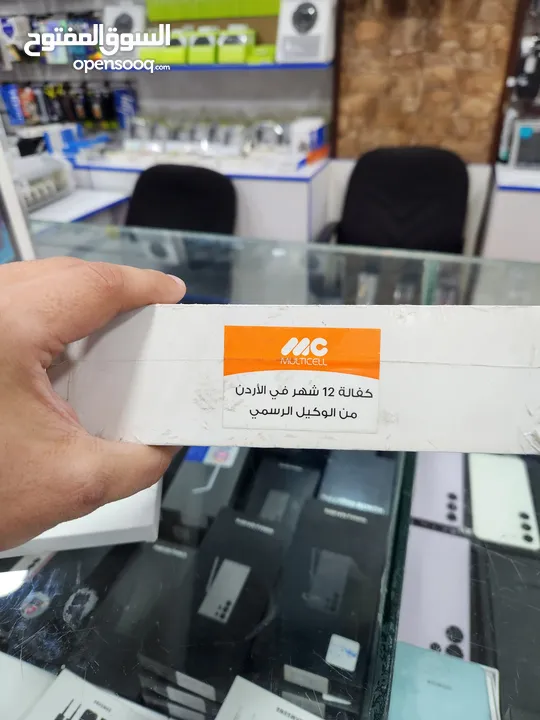 السوق المفتوح
opensooq.com
MC
MULTICELL
كفالة 12 شهر في الأردن
من الوكيل الرسمي